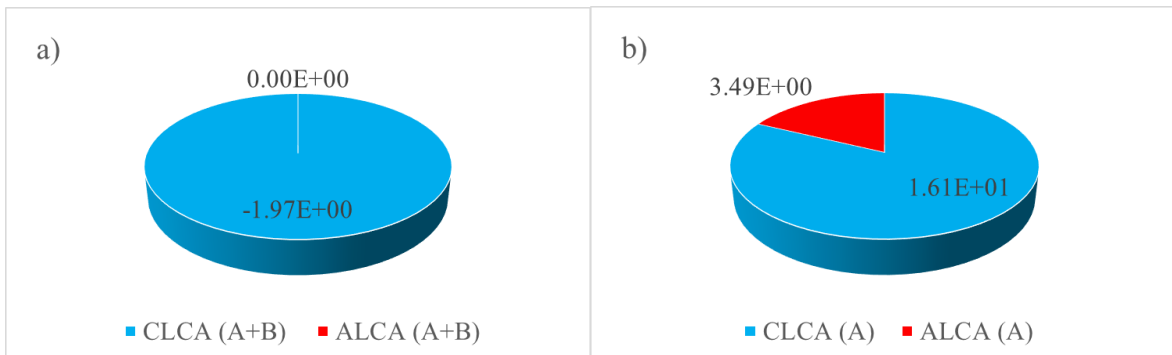 a)
0.00E+00
-1.97E+00
CLCA (A+B) ALCA (A+B)
b)
3.49E+00
1.61E+01
CLCA (A) ALCA (A)